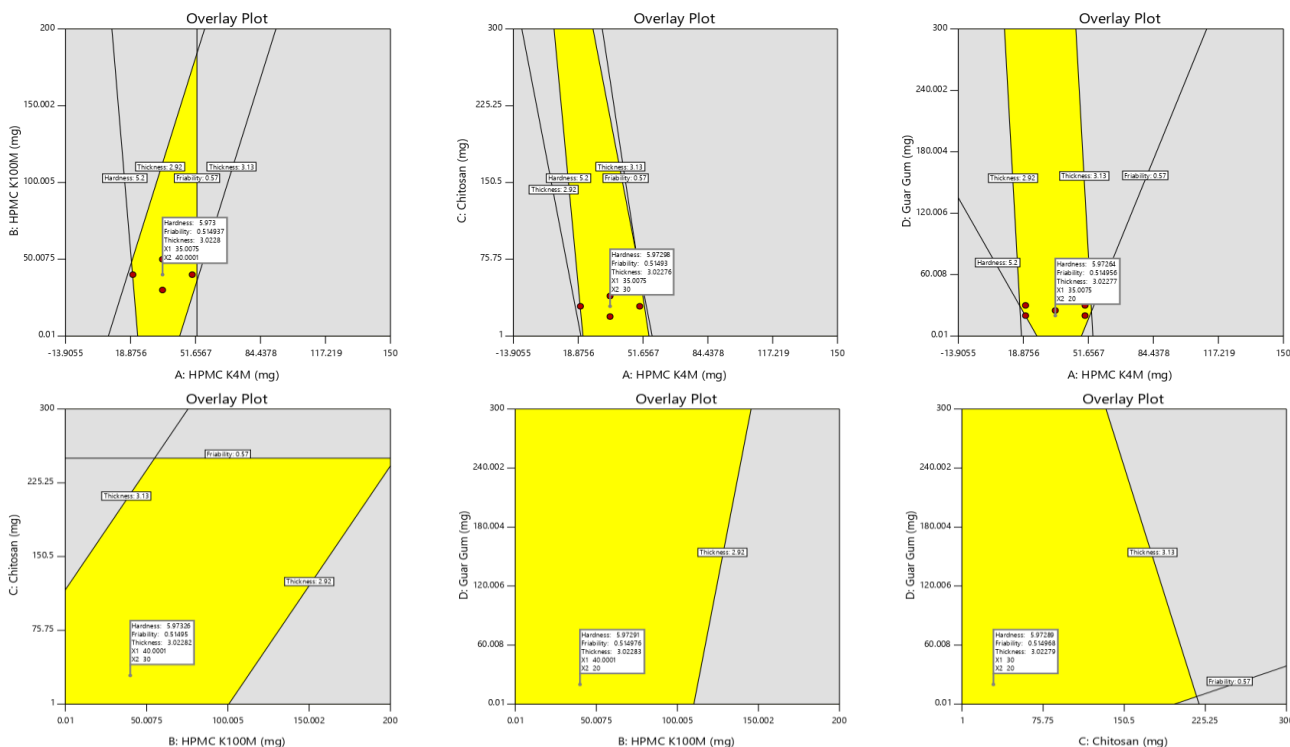 Overlay Plot
200
150.002
100.005
50.0075
0.01
B: HPMC K100M (mg)
Thickness: 2.92
Thickness: 3.13
Hardness: 5.2
Friability: 0.57
Hardness: 5.973
Friability: 0.514937
Thickness: 3.0228
X1 35.0075
X2 40.0001
-13.9055
18.8756
51.6567
84.4378
117.219
150
A: HPMC K4M (mg)
Overlay Plot
300
225.25
150.5
75.75
1
C: Chitosan (mg)
Thickness: 3.13
Hardness: 5.2
Friability: 0.57
Thickness: 2.92
Hardness: 5.97298
Friability: 0.51493
Thickness: 3.02276
X1 35.0075
X2 30
-13.9055
18.8756
51.6567
84.4378
117.219
150
A: HPMC K4M (mg)
Overlay Plot
300
240.002
180.004
120.006
60.008
0.01
D: Guar Gum (mg)
Thickness: 2.92
Thickness: 3.13
Friability: 0.57
Hardness: 5.2
Hardness: 5.97264
Friability: 0.514956
Thickness: 3.02277
X1 35.0075
X2 20
-13.9055
18.8756
51.6567
84.4378
117.219
150
A: HPMC K4M (mg)
Overlay Plot
300
225.25
150.5
75.75
1
C: Chitosan (mg)
Friability: 0.57
Thickness: 3.13
Thickness: 2.92
Hardness: 5.97326
Friability: 0.51495
Thickness: 3.02282
X1 40.0001
X2 30
0.01
50.0075
100.005
150.002
200
B: HPMC K100M (mg)
Overlay Plot
300
240.002
180.004
120.006
60.008
0.01
D: Guar Gum (mg)
Thickness: 2.92
Hardness: 5.97291
Friability: 0.514976
Thickness: 3.02283
X1 40.0001
X2 20
0.01
50.0075
100.005
150.002
200
B: HPMC K100M (mg)
Overlay Plot
300
240.002
180.004
120.006
60.008
0.01
D: Guar Gum (mg)
Thickness: 3.13
Friability: 0.57
Hardness: 5.97289
Friability: 0.514968
Thickness: 3.02279
X1 30
X2 20
1
75.75
150.5
225.25
300
C: Chitosan (mg)